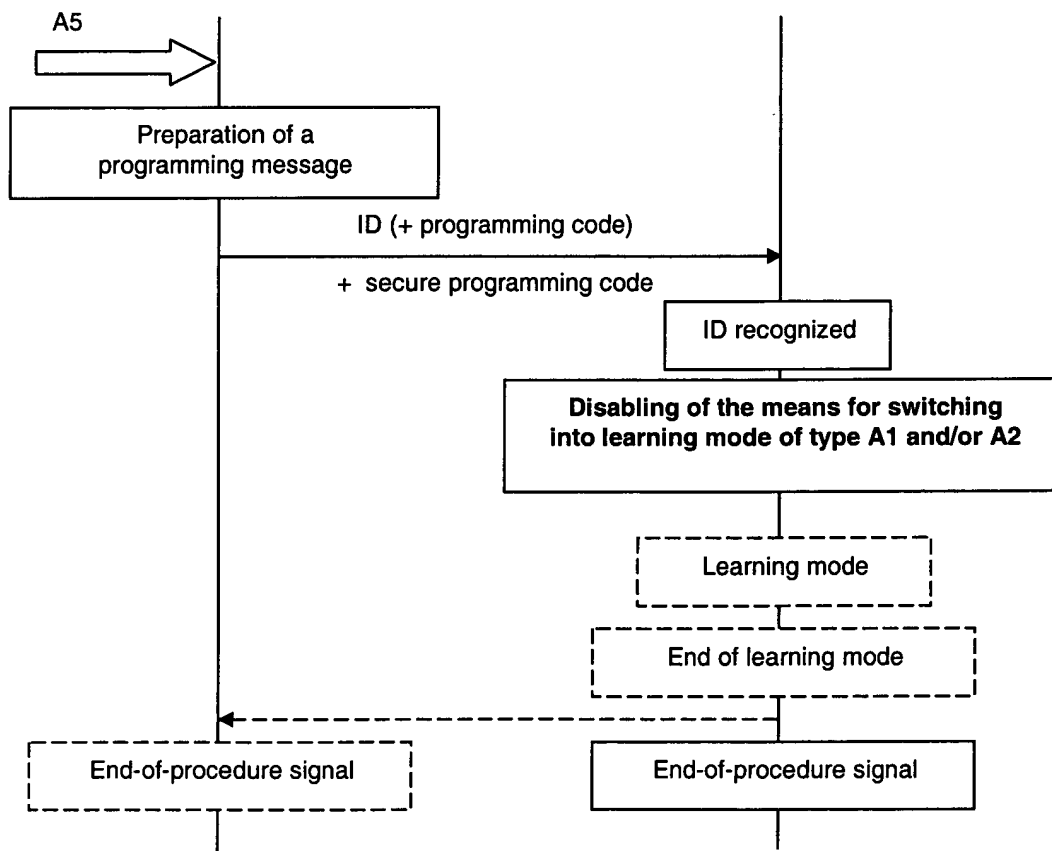 A5
Preparation of a
programming message
ID (+ programming code)
+ secure programming code
ID recognized
Disabling of the means for switching
into learning mode of type A1 and/or A2
Learning mode
End of learning mode
End-of-procedure signal
End-of-procedure signal